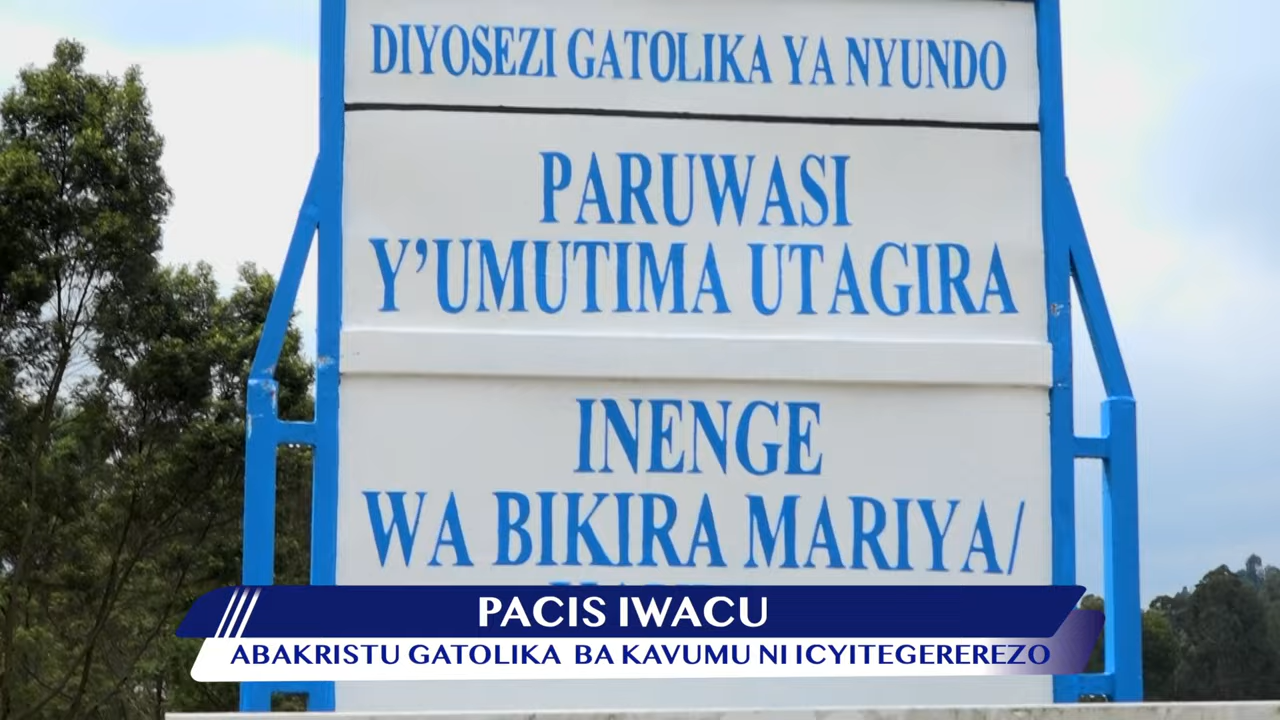 DIYOSEZI GATOLIKA YA NYUNDO
PARUWASI
Y'UMUTIMA UTAGIRA
INENGE
WA BIKIRA MARIYA/
PACIS IWACU
ABAKRISTU GATOLIKA BA KAVUMU NI ICYITEGEREREZO